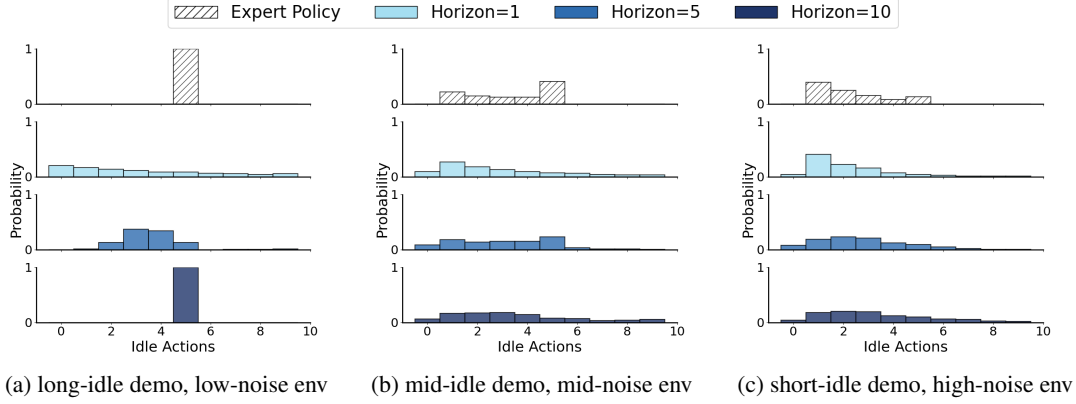 Expert Policy Horizon=1 Horizon=5 Horizon=10
1
0
1
0
1
0
1
0
Probability
0 2 4 6 8 10
Idle Actions
(a) long-idle demo, low-noise env
1
0
1
0
1
0
1
0
Probability
0 2 4 6 8 10
Idle Actions
(b) mid-idle demo, mid-noise env
1
0
1
0
1
0
1
0
Probability
0 2 4 6 8 10
Idle Actions
(c) short-idle demo, high-noise env